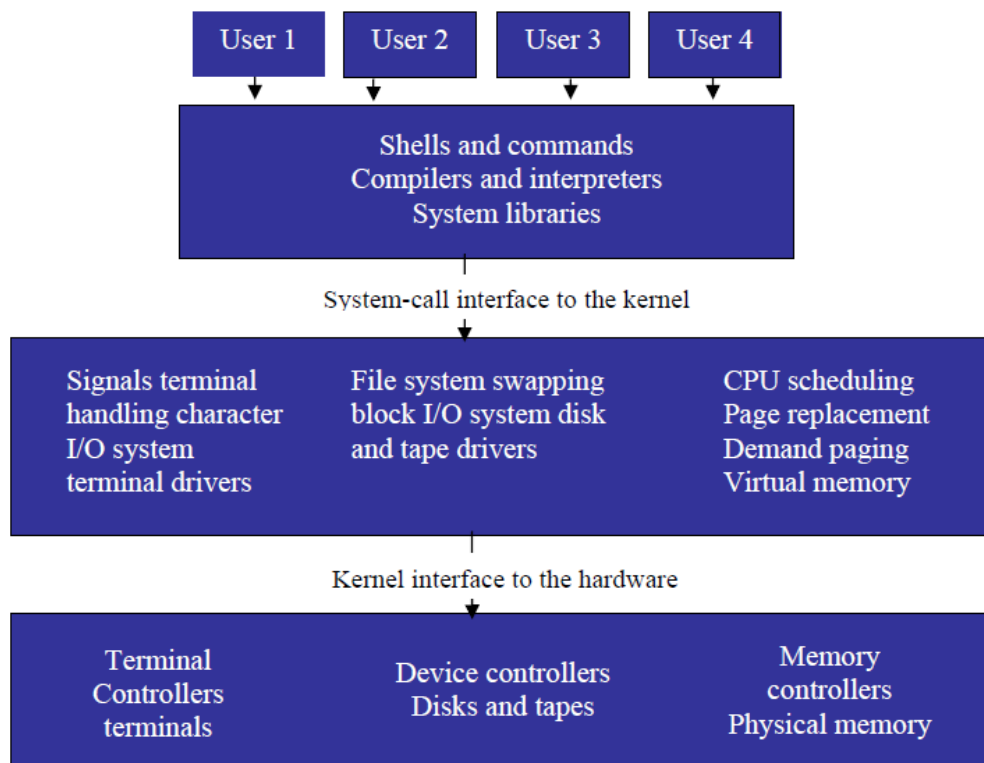 User 1
User 2
User 3
User 4
Shells and commands
Compilers and interpreters
System libraries
System-call interface to the kernel
Signals terminal
handling character
I/O system
terminal drivers
File system swapping
block I/O system disk
and tape drivers
CPU scheduling
Page replacement
Demand paging
Virtual memory
Kernel interface to the hardware
Terminal
Controllers
terminals
Device controllers
Disks and tapes
Memory
controllers
Physical memory